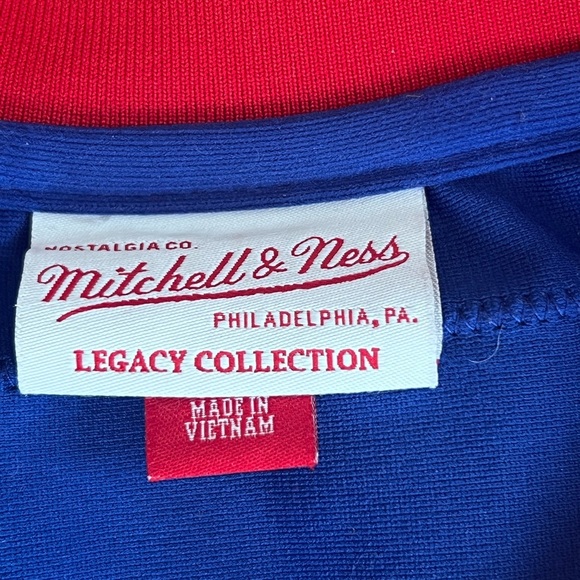 NOSTALGIA CO.
Mitchell & Ness
PHILADELPHIA, PA.
LEGACY COLLECTION
MADE IN
VIETNAM